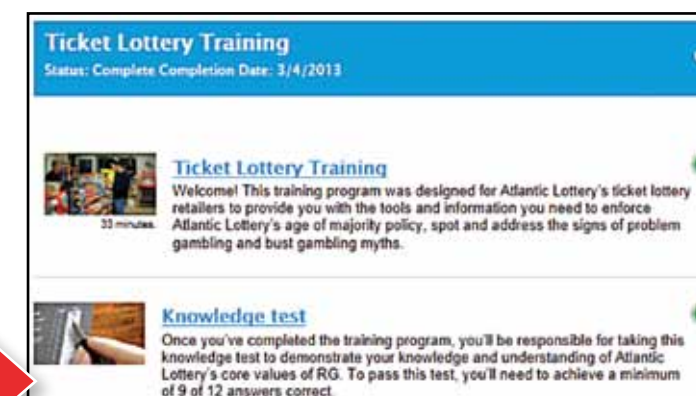 Ticket Lottery Training
Status: Complete Completion Date: 3/4/2013
Ticket Lottery Training
Welcome! This training program was designed for Atlantic Lottery's ticket lottery
retailers to provide you with the tools and information you need to enforce
33 minutes.
Atlantic Lottery's age of majority policy, spot and address the signs of problem
gambling and bust gambling myths.
Knowledge test
Once you've completed the training program, you'll be responsible for taking this
knowledge test to demonstrate your knowledge and understanding of Atlantic
Lottery's core values of RG. To pass this test, you'll need to achieve a minimum
of 9 of 12 answers correct.